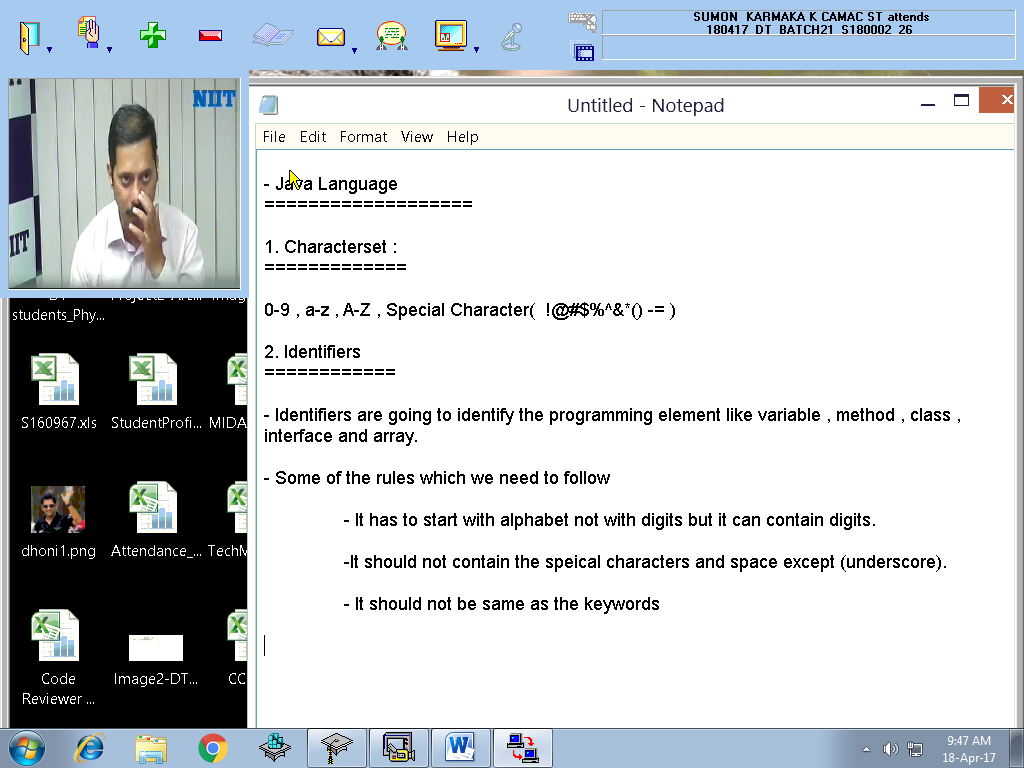 SUMON KARMAKA K CAMAC ST attends
180417 DT BATCH21 S180002 26
NIIT
IIT
Untitled - Notepad
File Edit Format View Help
- Java Language
===================
1. Characterset :
=============
0-9 , a-z , A-Z , Special Character( !@#$%^&*() -= )
2. Identifiers
============
- Identifiers are going to identify the programming element like variable , method , class ,
interface and array.
- Some of the rules which we need to follow
- It has to start with alphabet not with digits but it can contain digits.
-It should not contain the speical characters and space except (underscore).
- It should not be same as the keywords
students_Phy...
S160967.xls StudentProfi... MIDA
dhoni1.png Attendance_... TechM
Code Reviewer ...
Image2-DT...
CC
9:47 AM
18-Apr-17